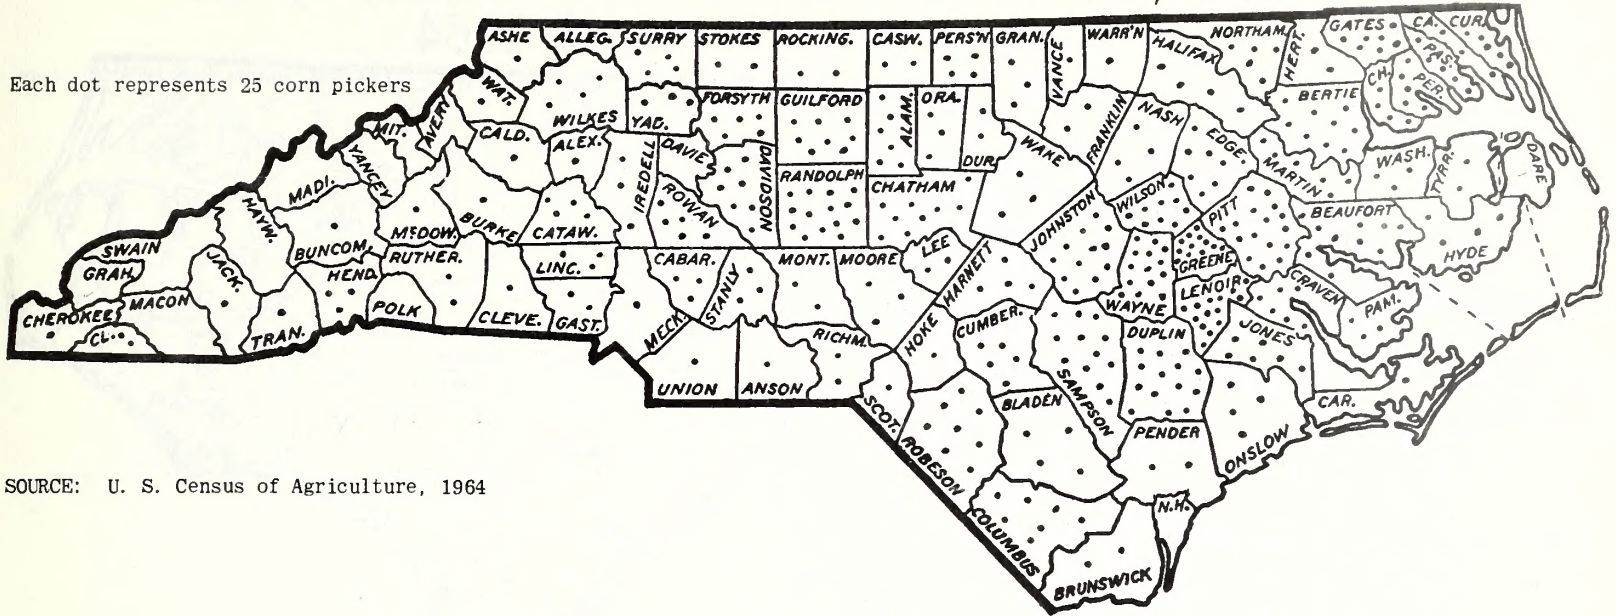 ASHE
ALLEG.
SURRY
STOKES
ROCKING.
CASW.
PERS'N
GRAN.
VANCE
WARR'N
HALIFAX
NORTHAM.
HERT.
GATES
CA.
CUR.
PAS.
PER.
CH.
Each dot represents 25 corn pickers
WAT.
WILKES
YAD.
FORSYTH
GUILFORD
ALAM.
ORA.
DUR.
FRANKLIN
NASH
EDGE.
BERTIE
MIT.
AVERY
CALD.
ALEX.
IREDELL
DAVIE
DAVIDSON
RANDOLPH
CHATHAM
WAKE
MARTIN
WASH.
TYRR.
DARE
MADI.
YANCEY
McDOW.
BURKE
CATAW.
ROWAN
JOHNSTON
WILSON
PITT
BEAUFORT
HYDE
HAYW.
BUNCOM.
RUTHER.
LINC.
CABAR.
STANLY
MONT.
MOORE
LEE
HARNETT
WAYNE
GREENE
LENOIR
CRAVEN
PAM.
SWAIN
GRAH.
JACK.
MACON
HEND.
CHEROKEE
CL.
TRAN.
POLK
CLEVE.
GAST.
MECK.
UNION
ANSON
RICHM.
HOKE
CUMBER.
SAMPSON
DUPLIN
JONES
CAR.
SCOT.
ROBESON
BLADEN
PENDER
ONSLOW
SOURCE: U. S. Census of Agriculture, 1964
COLUMBUS
BRUNSWICK
N.H.